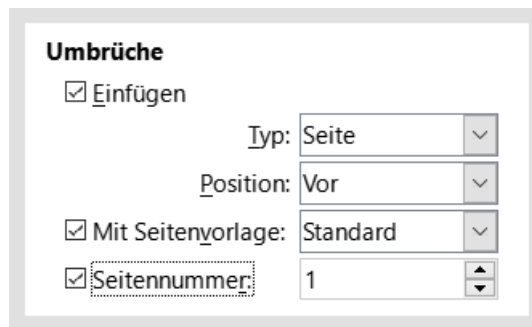 Umbrüche
Einfügen
Typ: Seite
Position: Vor
Mit Seitenvorlage: Standard
Seitennummer: 1